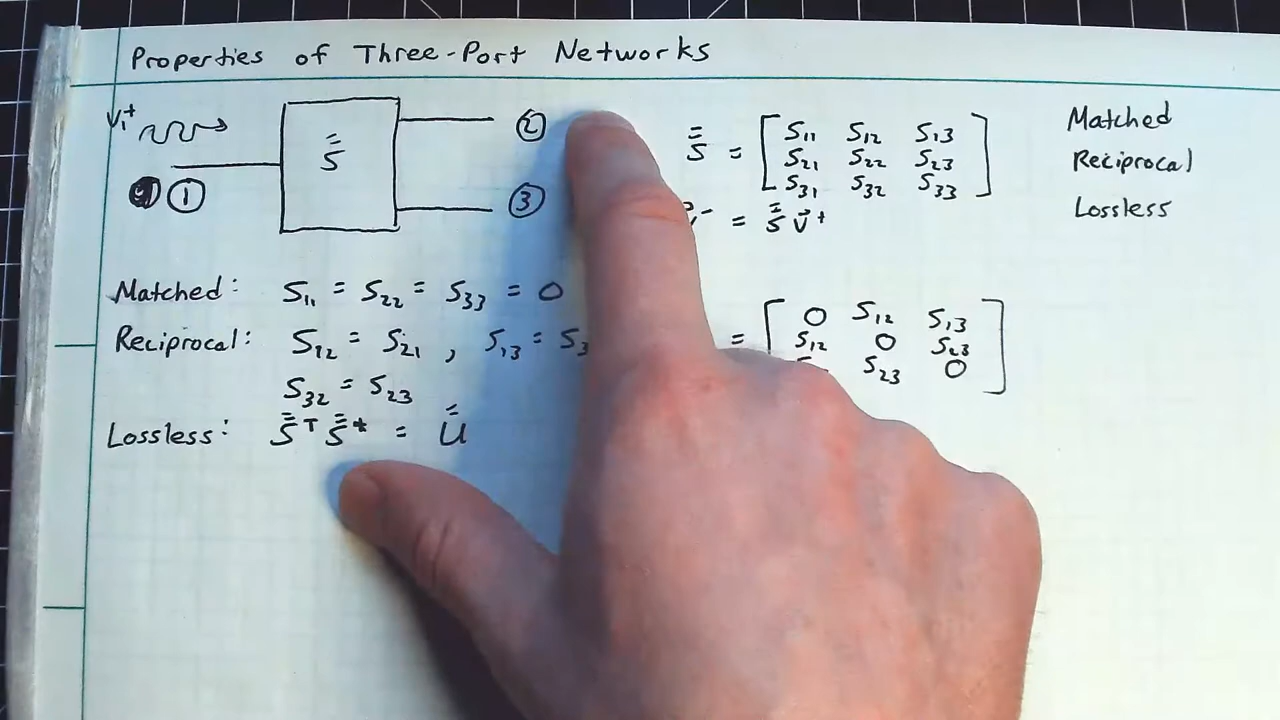 Properties of Three-Port Networks
V₁⁺
S̿
①
②
③
S̿ = [S₁₁ S₁₂ S₁₃
S₂₁ S₂₂ S₂₃
S₃₁ S₃₂ S₃₃]
⁻ = S̿ V⃗⁺
Matched
Reciprocal
Lossless
Matched: S₁₁ = S₂₂ = S₃₃ = 0
Reciprocal: S₁₂ = S₂₁ , S₁₃ = S₃
S₃₂ = S₂₃
Lossless: S̿ᵀ S̿* = U̿
= [0 S₁₂ S₁₃
S₁₂ 0 S₂₃
S₂₃ 0]